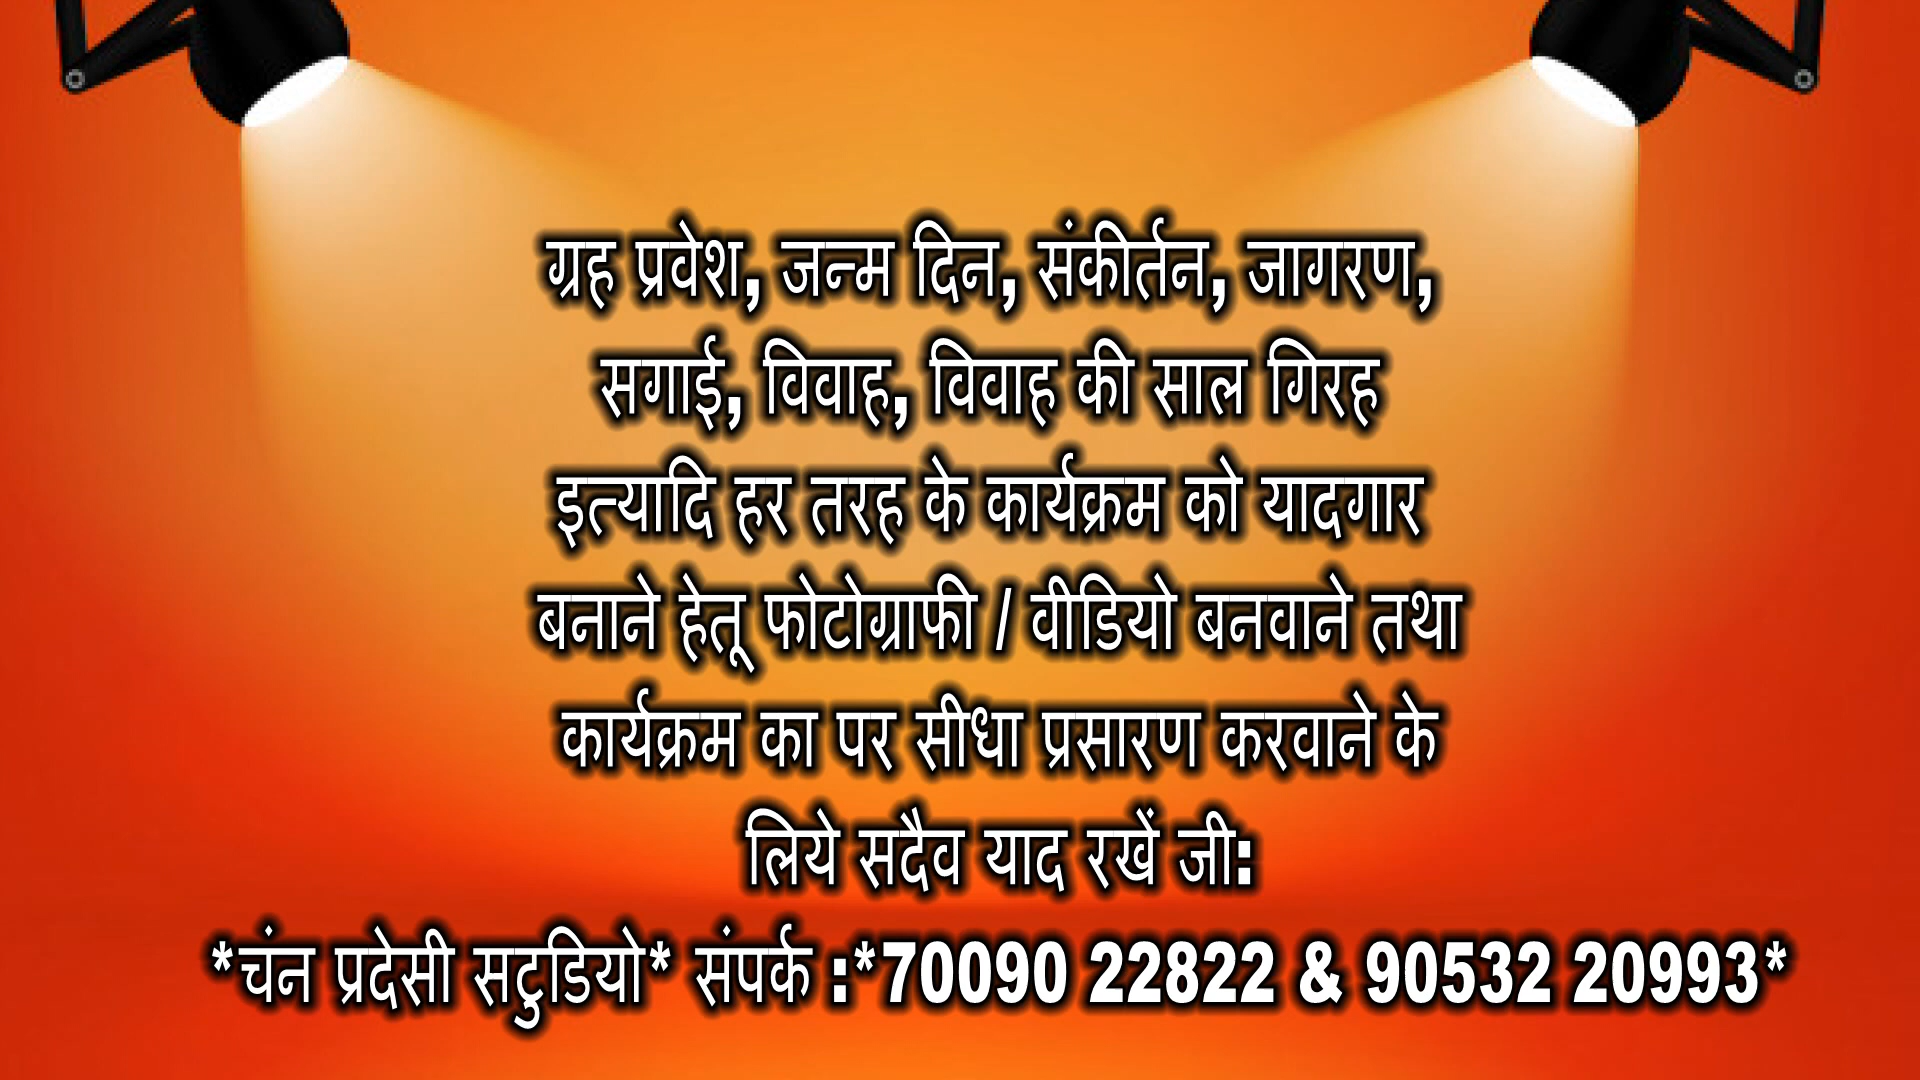 ग्रह प्रवेश, जन्म दिन, संकीर्तन, जागरण,
सगाई, विवाह, विवाह की साल गिरह
इत्यादि हर तरह के कार्यक्रम को यादगार
बनाने हेतू फोटोग्राफी / वीडियो बनवाने तथा
कार्यक्रम का पर सीधा प्रसारण करवाने के
लिये सदैव याद रखें जी:
*चंन प्रदेसी सटुडियो* संपर्क :*70090 22822 & 90532 20993*